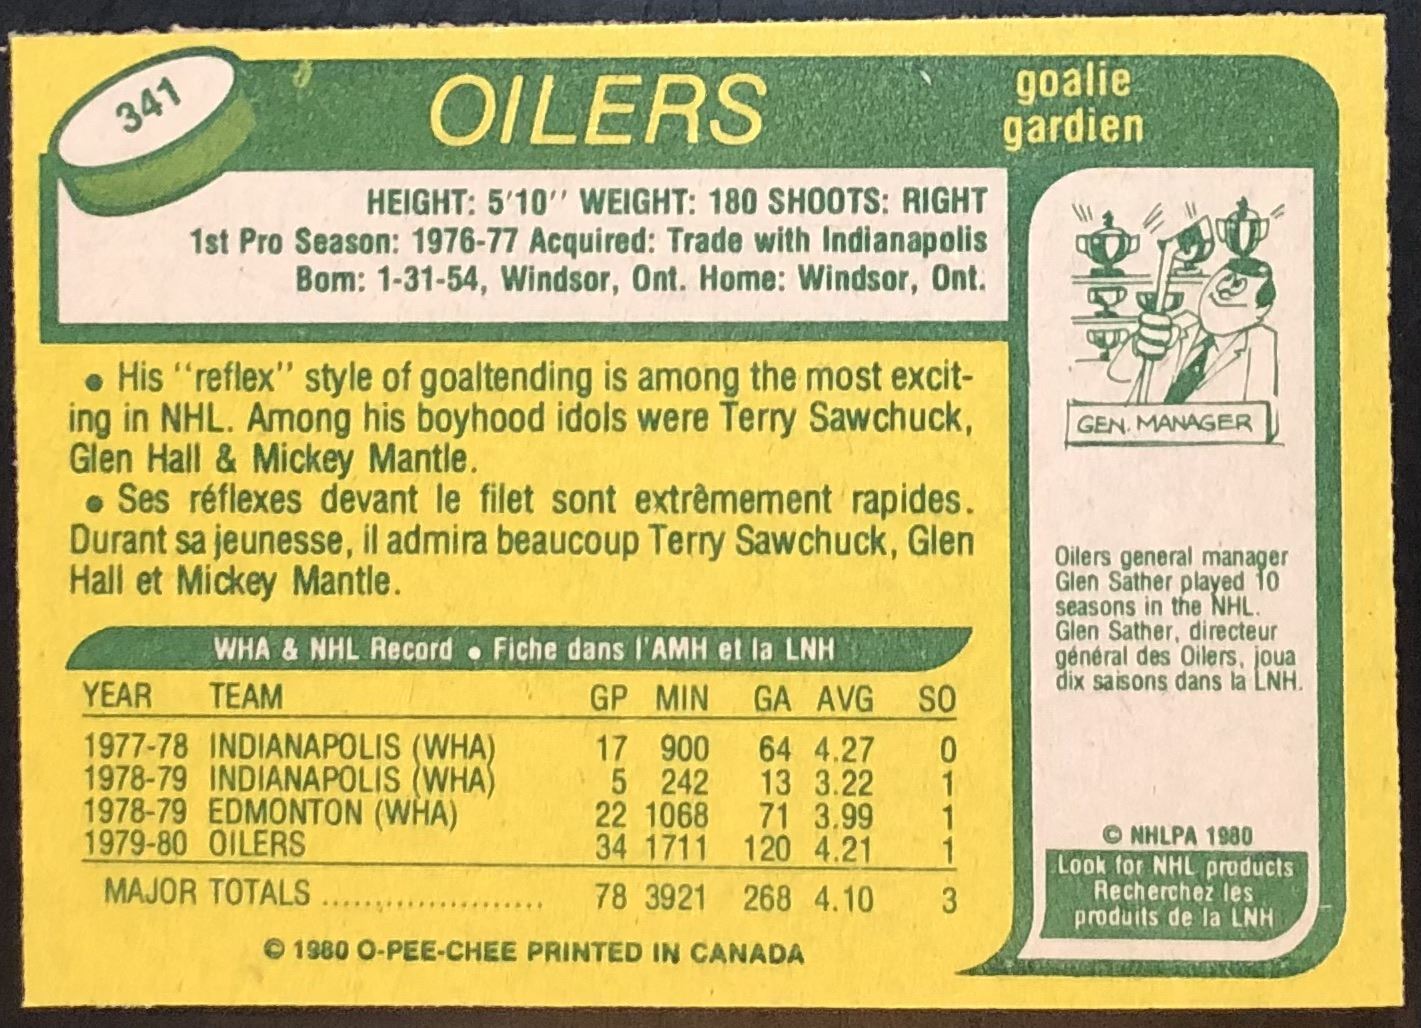 341
OILERS
goalie
gardien
HEIGHT: 5'10'' WEIGHT: 180 SHOOTS: RIGHT
1st Pro Season: 1976-77 Acquired: Trade with Indianapolis
Born: 1-31-54, Windsor, Ont. Home: Windsor, Ont.
• His "reflex" style of goaltending is among the most excit-
ing in NHL. Among his boyhood idols were Terry Sawchuck,
Glen Hall & Mickey Mantle.
• Ses réflexes devant le filet sont extrêmement rapides.
Durant sa jeunesse, il admira beaucoup Terry Sawchuck, Glen
Hall et Mickey Mantle.
WHA & NHL Record • Fiche dans l'AMH et la LNH
YEAR TEAM GP MIN GA AVG SO
1977-78 INDIANAPOLIS (WHA) 17 900 64 4.27 0
1978-79 INDIANAPOLIS (WHA) 5 242 13 3.22 1
1978-79 EDMONTON (WHA) 22 1068 71 3.99 1
1979-80 OILERS 34 1711 120 4.21 1
MAJOR TOTALS ...................... 78 3921 268 4.10 3
© 1980 O-PEE-CHEE PRINTED IN CANADA
GEN. MANAGER
Oilers general manager
Glen Sather played 10
seasons in the NHL.
Glen Sather, directeur
général des Oilers, joua
dix saisons dans la LNH.
© NHLPA 1980
Look for NHL products
Recherchez les
produits de la LNH